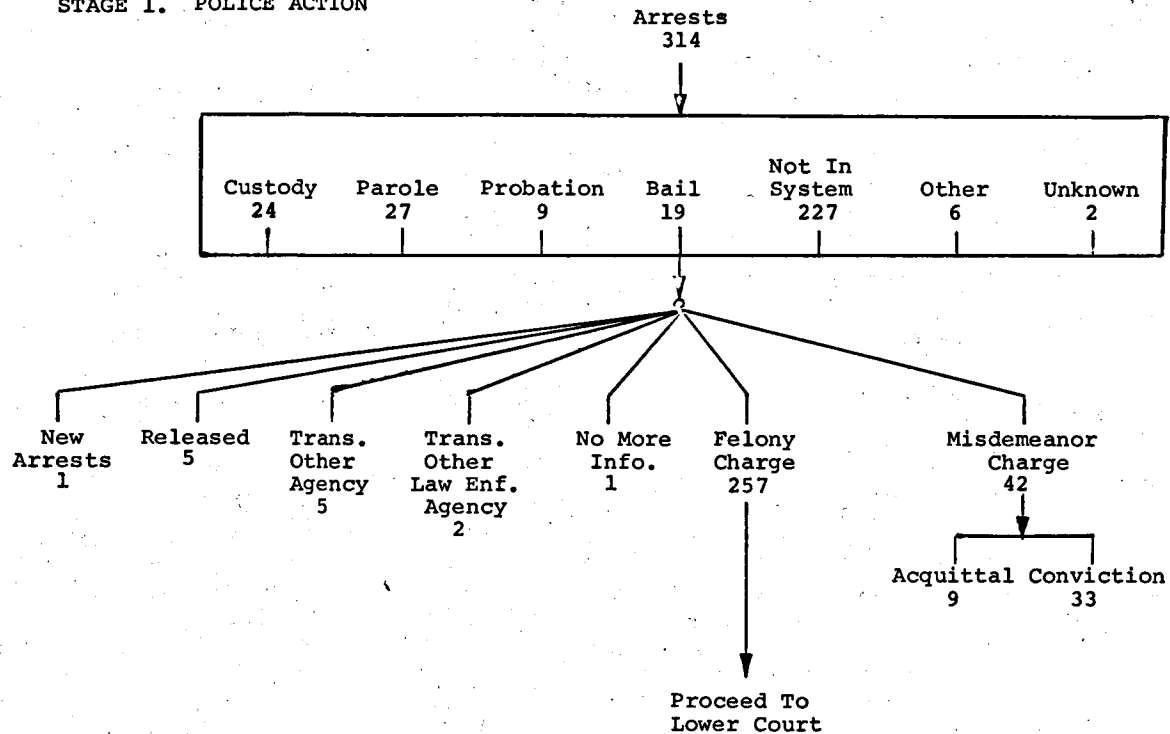 STAGE I. POLICE ACTION
Arrests
314
Custody
24
Parole
27
Probation
9
Bail
19
Not In
System
227
Other
6
Unknown
2
New
Arrests
1
Released
5
Trans.
Other
Agency
5
Trans.
Other
Law Enf.
Agency
2
No More
Info.
1
Felony
Charge
257
Misdemeanor
Charge
42
Acquittal
9
Conviction
33
Proceed To
Lower Court